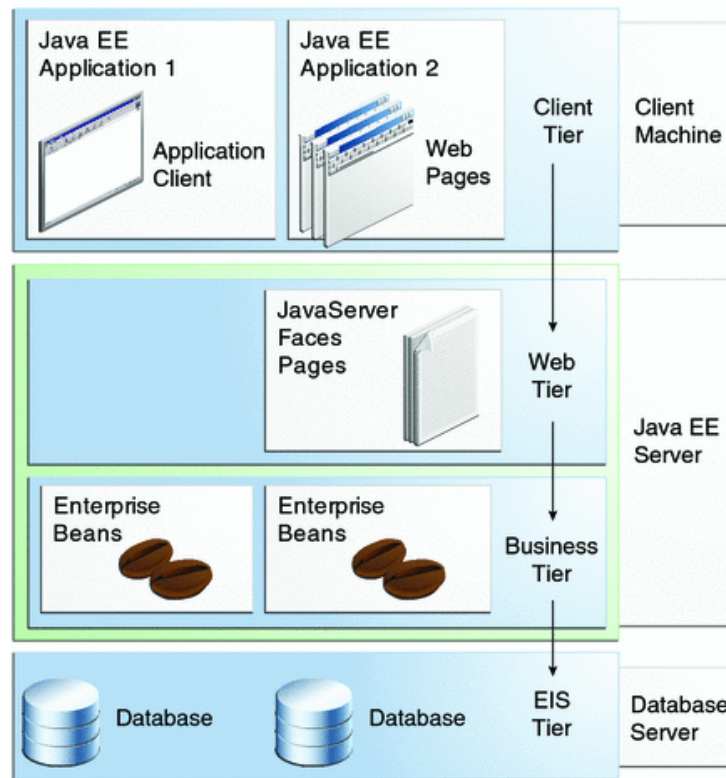 Java EE
Application 1
Application
Client
Java EE
Application 2
Web
Pages
Client
Tier
Client
Machine
JavaServer
Faces
Pages
Web
Tier
Java EE
Server
Enterprise
Beans
Enterprise
Beans
Business
Tier
Database
Database
EIS
Tier
Database
Server